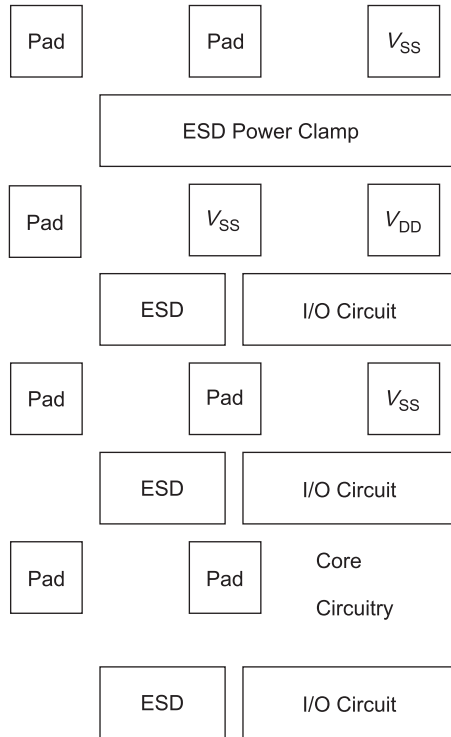 Pad Pad VSS
ESD Power Clamp
Pad VSS VDD
ESD I/O Circuit
Pad Pad VSS
ESD I/O Circuit
Pad Pad Core
Circuitry
ESD I/O Circuit